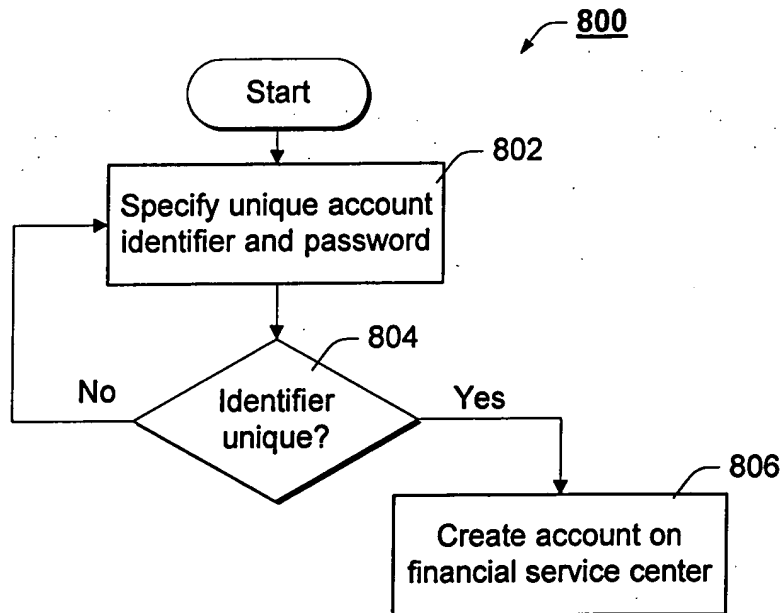 800
Start
802
Specify unique account
identifier and password
804
No
Identifier
unique?
Yes
806
Create account on
financial service center